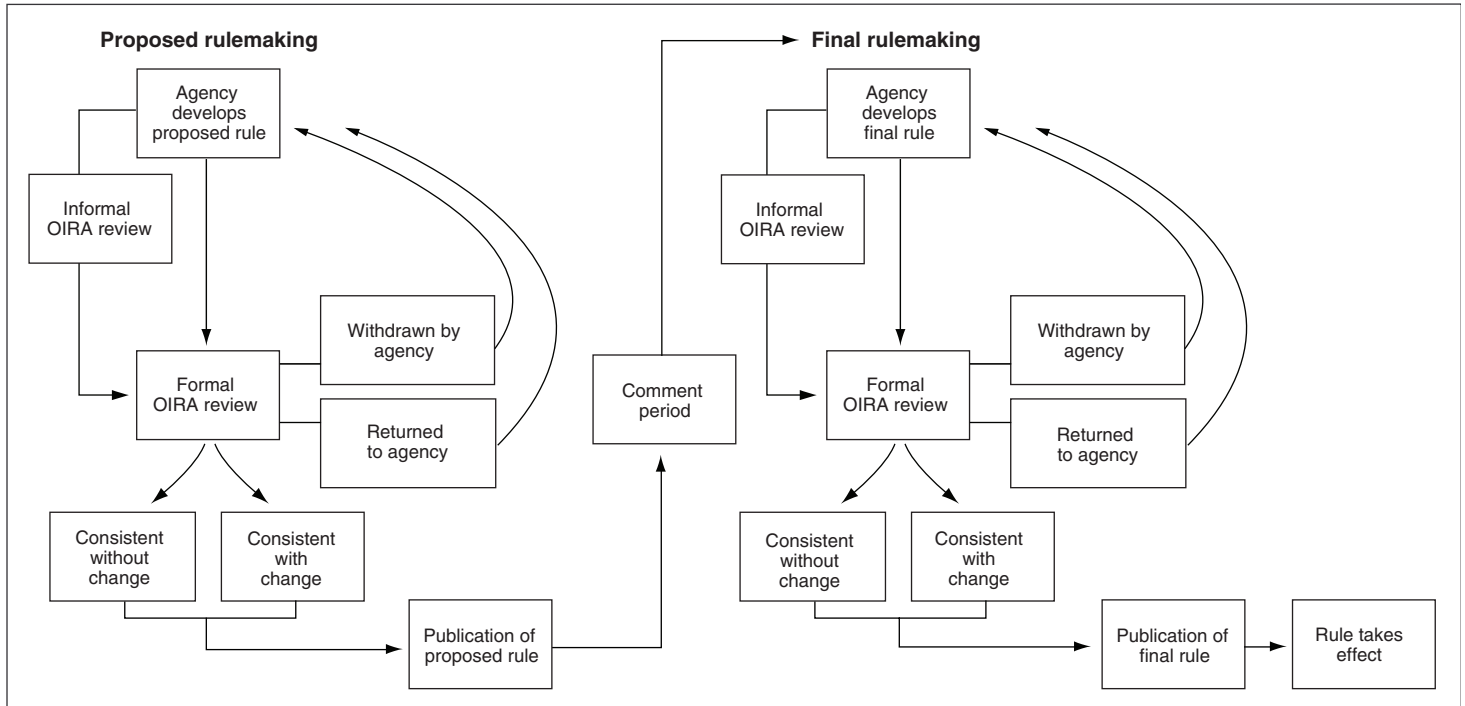 Proposed rulemaking
Agency
develops
proposed rule
Informal
OIRA review
Withdrawn by
agency
Formal
OIRA review
Returned
to agency
Consistent
without
change
Consistent
with
change
Publication of
proposed rule
Comment
period
Final rulemaking
Agency
develops
final rule
Informal
OIRA review
Withdrawn by
agency
Formal
OIRA review
Returned
to agency
Consistent
without
change
Consistent
with
change
Publication of
final rule
Rule takes
effect